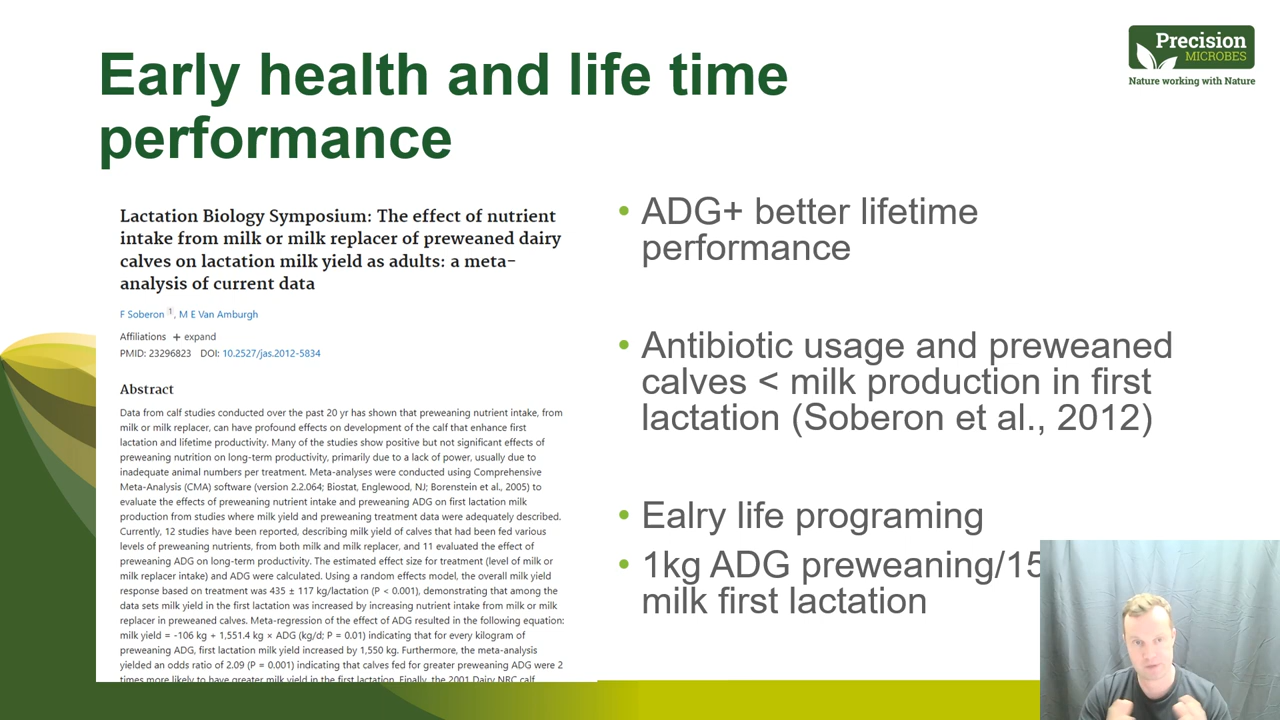 Early health and life time
performance
Precision
MICROBES
Nature working with Nature
Lactation Biology Symposium: The effect of nutrient
intake from milk or milk replacer of preweaned dairy
calves on lactation milk yield as adults: a meta-
analysis of current data
F Soberon 1, M E Van Amburgh
Affiliations + expand
PMID: 23296823 DOI: 10.2527/jas.2012-5834
Abstract
Data from calf studies conducted over the past 20 yr has shown that preweaning nutrient intake, from
milk or milk replacer, can have profound effects on development of the calf that enhance first
lactation and lifetime productivity. Many of the studies show positive but not significant effects of
preweaning nutrition on long-term productivity, primarily due to a lack of power, usually due to
inadequate animal numbers per treatment. Meta-analyses were conducted using Comprehensive
Meta-Analysis (CMA) software (version 2.2.064; Biostat, Englewood, NJ; Borenstein et al., 2005) to
evaluate the effects of preweaning nutrient intake and preweaning ADG on first lactation milk
production from studies where milk yield and preweaning treatment data were adequately described.
Currently, 12 studies have been reported, describing milk yield of calves that had been fed various
levels of preweaning nutrients, from both milk and milk replacer, and 11 evaluated the effect of
preweaning ADG on long-term productivity. The estimated effect size for treatment (level of milk or
milk replacer intake) and ADG were calculated. Using a random effects model, the overall milk yield
response based on treatment was 435 ± 117 kg/lactation (P < 0.001), demonstrating that among the
data sets milk yield in the first lactation was increased by increasing nutrient intake from milk or milk
replacer in preweaned calves. Meta-regression of the effect of ADG resulted in the following equation:
milk yield = -106 kg + 1,551.4 kg × ADG (kg/d; P = 0.01) indicating that for every kilogram of
preweaning ADG, first lactation milk yield increased by 1,550 kg. Furthermore, the meta-analysis
yielded an odds ratio of 2.09 (P = 0.001) indicating that calves fed for greater preweaning ADG were 2
times more likely to have greater milk yield in the first lactation. Finally, the 2001 Dairy NRC calf
• ADG+ better lifetime
performance
• Antibiotic usage and preweaned
calves < milk production in first
lactation (Soberon et al., 2012)
• Ealry life programing
• 1kg ADG preweaning/15
milk first lactation